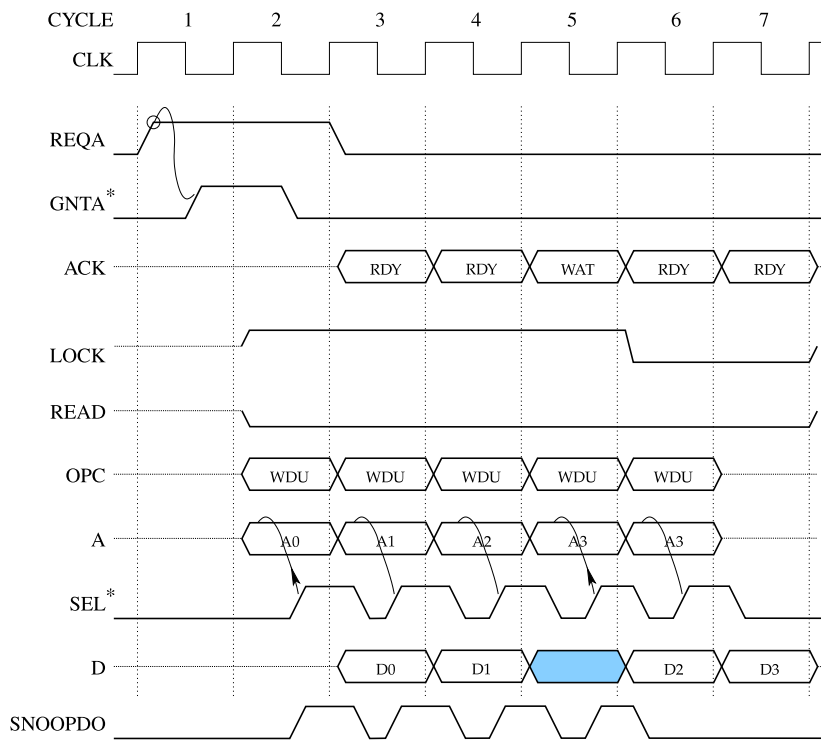 CYCLE 1 2 3 4 5 6 7
CLK
REQA
GNTA*
ACK RDY RDY WAT RDY RDY
LOCK
READ
OPC WDU WDU WDU WDU WDU
A A0 A1 A2 A3 A3
SEL*
D D0 D1 D2 D3
SNOOPDO